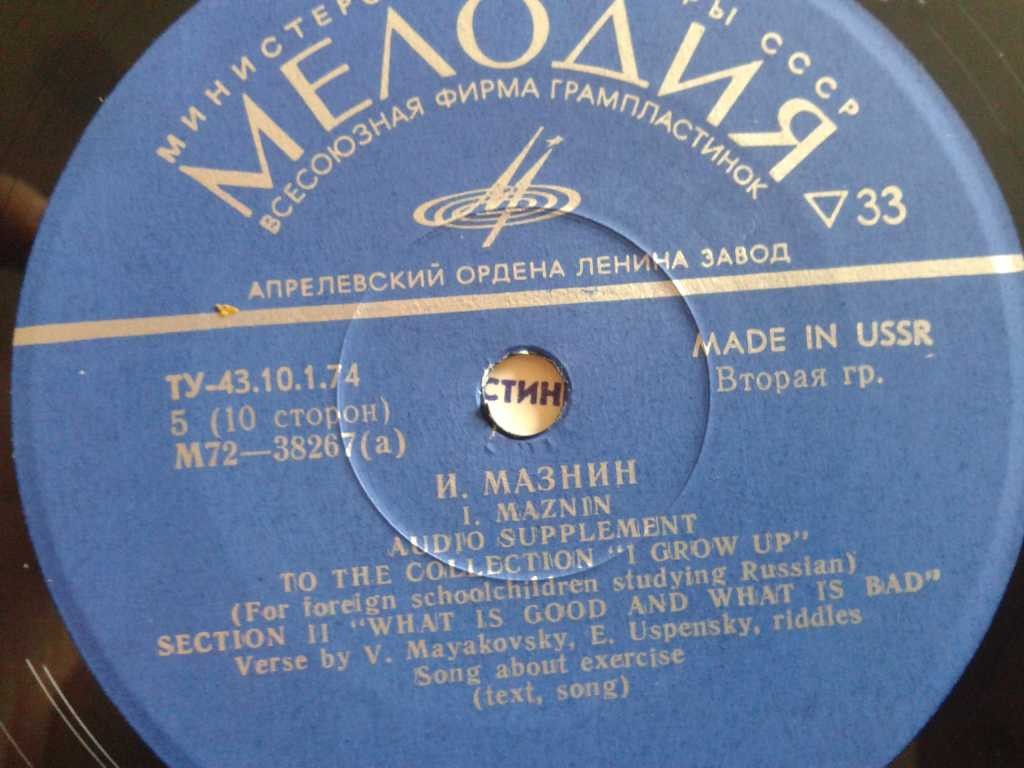 МИНИСТЕРС РЫ СССР
МЕЛОДИЯ
ВСЕСОЮЗНАЯ ФИРМА ГРАМПЛАСТИНОК
33
АПРЕЛЕВСКИЙ ОРДЕНА ЛЕНИНА ЗАВОД
MADE IN USSR
Вторая гр.
ТУ-43.10.1.74
5 (10 сторон)
М72—38267(а)
СТИН
И. МАЗНИН
I. MAZNIN
AUDIO SUPPLEMENT
TO THE COLLECTION "I GROW UP"
(For foreign schoolchildren studying Russian)
SECTION II "WHAT IS GOOD AND WHAT IS BAD"
Verse by V. Mayakovsky, E. Uspensky, riddles
Song about exercise
(text, song)